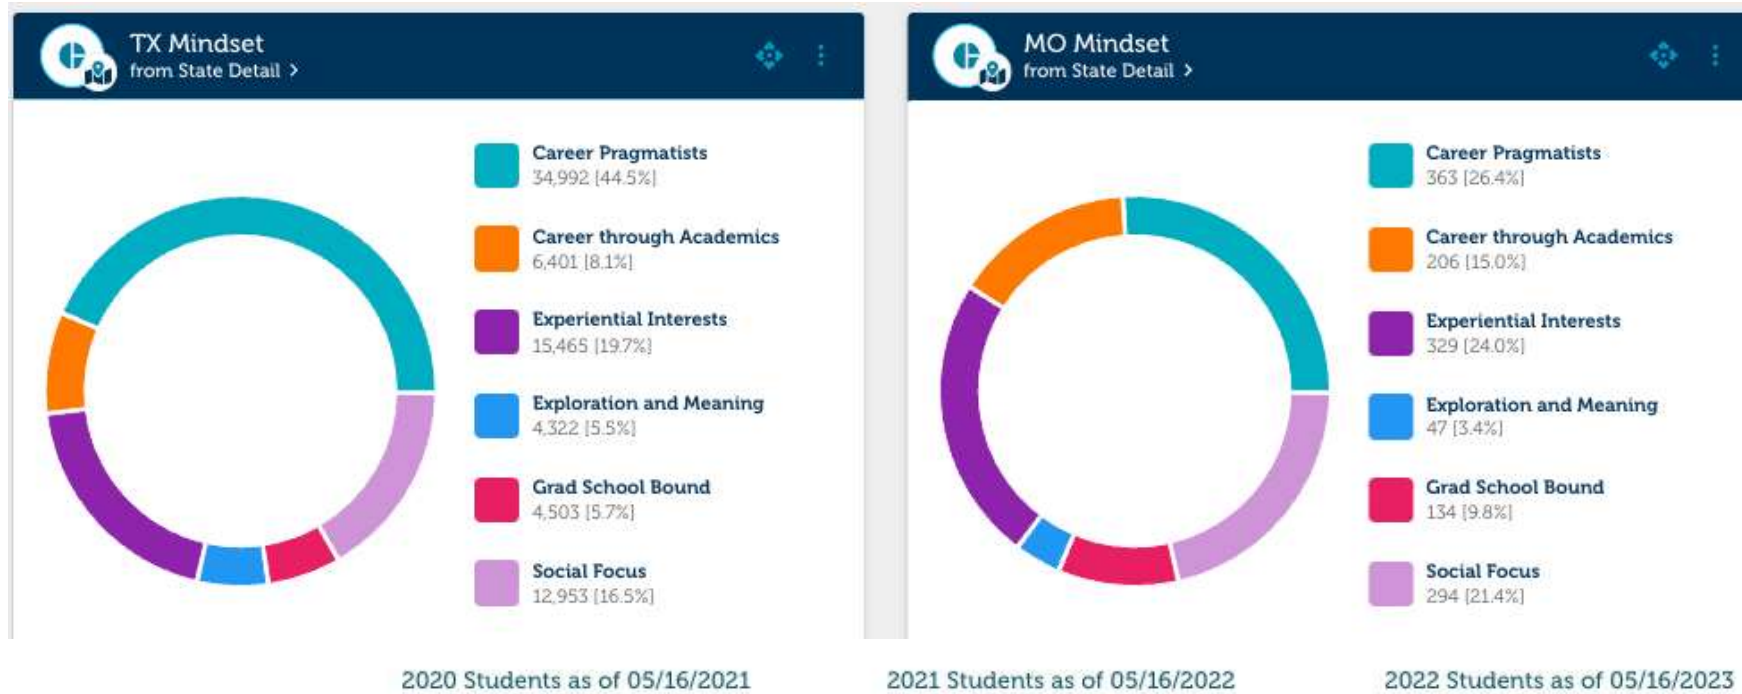 TX Mindset
from State Detail >
Career Pragmatists
34,992 [44.5%]
Career through Academics
6,401 [8.1%]
Experiential Interests
15,465 [19.7%]
Exploration and Meaning
4,322 [5.5%]
Grad School Bound
4,503 [5.7%]
Social Focus
12,953 [16.5%]
MO Mindset
from State Detail >
Career Pragmatists
363 [26.4%]
Career through Academics
206 [15.0%]
Experiential Interests
329 [24.0%]
Exploration and Meaning
47 [3.4%]
Grad School Bound
134 [9.8%]
Social Focus
294 [21.4%]
2020 Students as of 05/16/2021
2021 Students as of 05/16/2022
2022 Students as of 05/16/2023